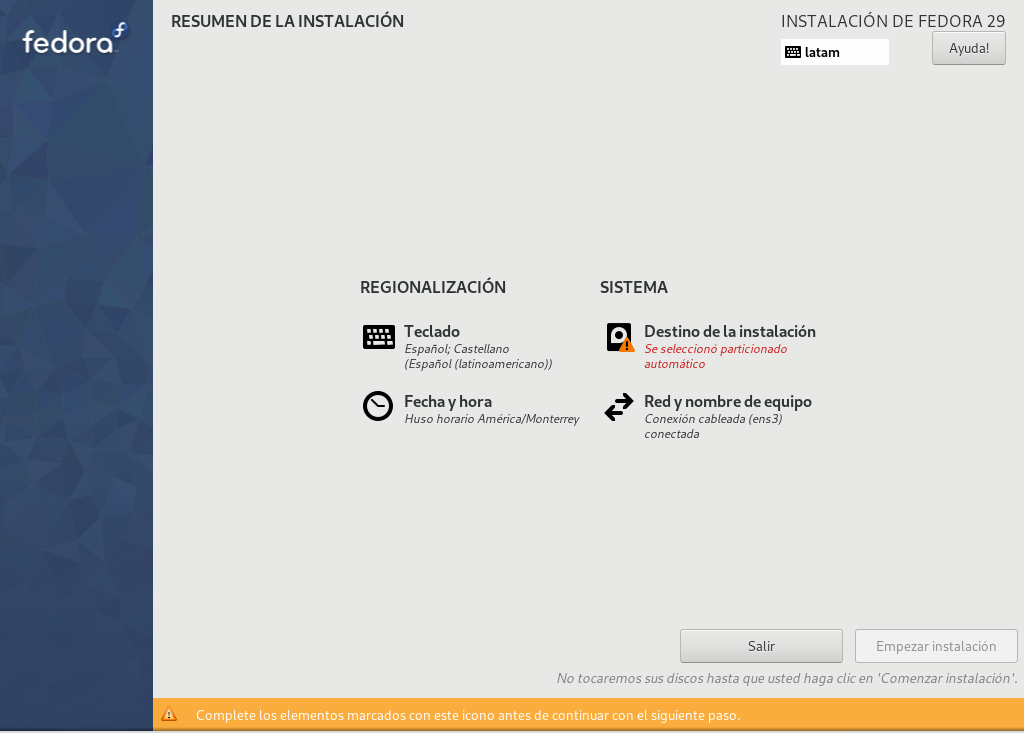 fedora
RESUMEN DE LA INSTALACIÓN
INSTALACIÓN DE FEDORA 29
latam
Ayuda!
REGIONALIZACIÓN
Teclado
Español; Castellano
(Español (latinoamericano))
Fecha y hora
Huso horario América/Monterrey
SISTEMA
Destino de la instalación
Se seleccionó particionado
automático
Red y nombre de equipo
Conexión cableada (ens3)
conectada
Salir
Empezar instalación
No tocaremos sus discos hasta que usted haga clic en 'Comenzar instalación'.
Complete los elementos marcados con este icono antes de continuar con el siguiente paso.